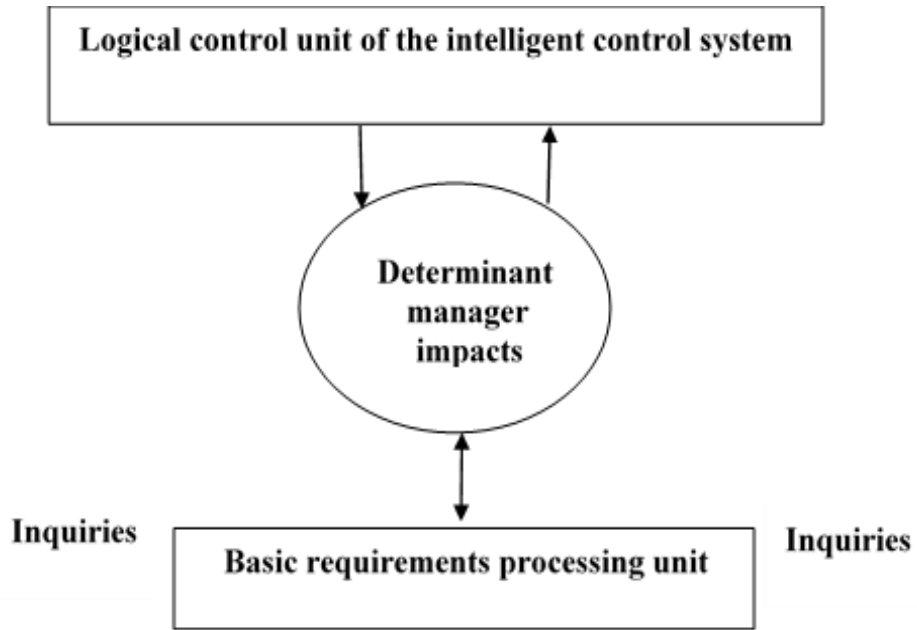 Logical control unit of the intelligent control system
Determinant
manager
impacts
Inquiries
Basic requirements processing unit
Inquiries